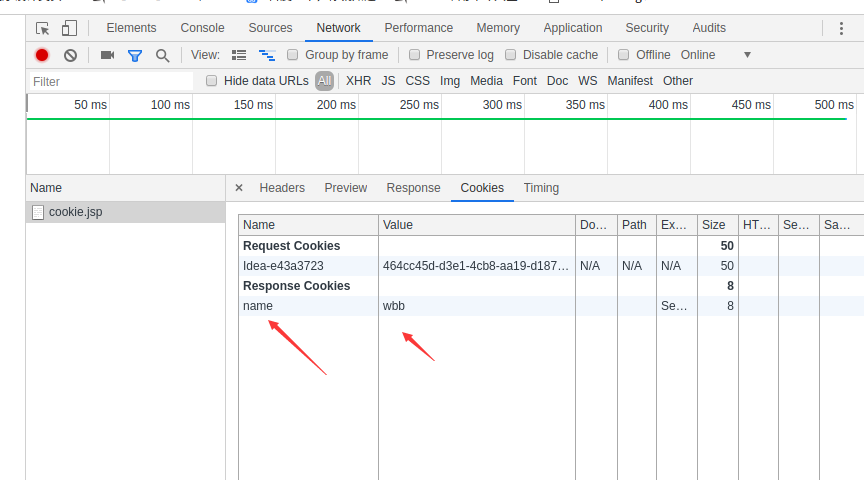 Elements Console Sources Network Performance Memory Application Security Audits
View: Group by frame Preserve log Disable cache Offline Online
Filter Hide data URLs All XHR JS CSS Img Media Font Doc WS Manifest Other
50 ms 100 ms 150 ms 200 ms 250 ms 300 ms 350 ms 400 ms 450 ms 500 ms
Name × Headers Preview Response Cookies Timing
cookie.jsp
Name Value Do… Path Ex… Size HT… Se… Sa…
Request Cookies 50
Idea-e43a3723 464cc45d-d3e1-4cb8-aa19-d187… N/A N/A N/A 50
Response Cookies 8
name wbb Se… 8